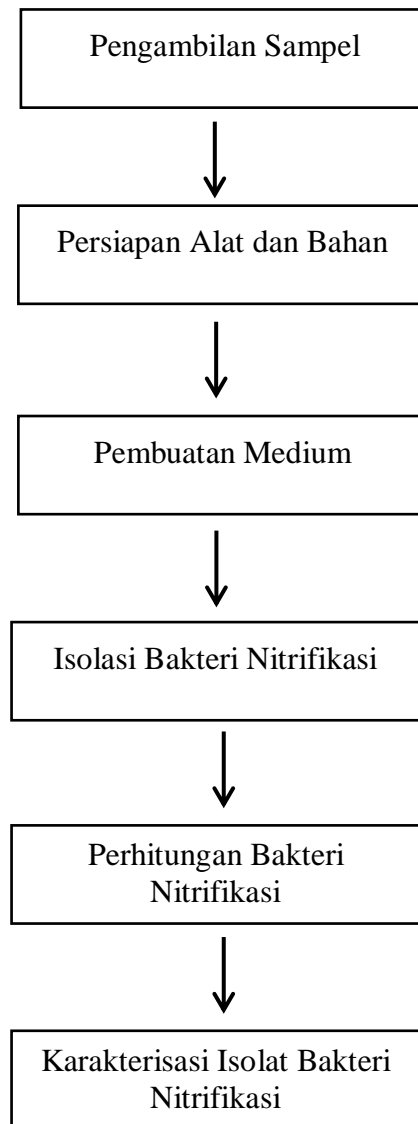 Pengambilan Sampel
Persiapan Alat dan Bahan
Pembuatan Medium
Isolasi Bakteri Nitrifikasi
Perhitungan Bakteri
Nitrifikasi
Karakterisasi Isolat Bakteri
Nitrifikasi